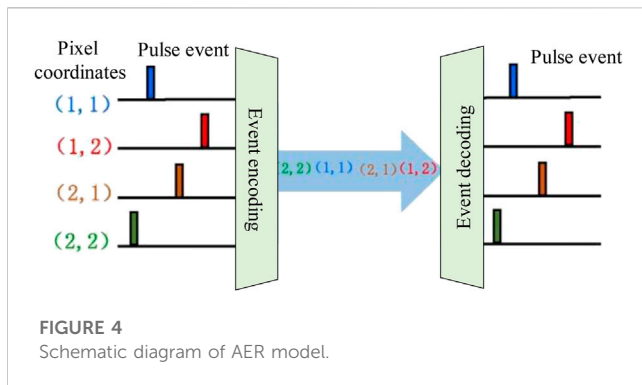 Pixel
coordinates
Pulse event
(1, 1)
(1, 2)
(2, 1)
(2, 2)
Event encoding
(2, 2) (1, 1) (2, 1) (1, 2)
Event decoding
Pulse event
FIGURE 4
Schematic diagram of AER model.